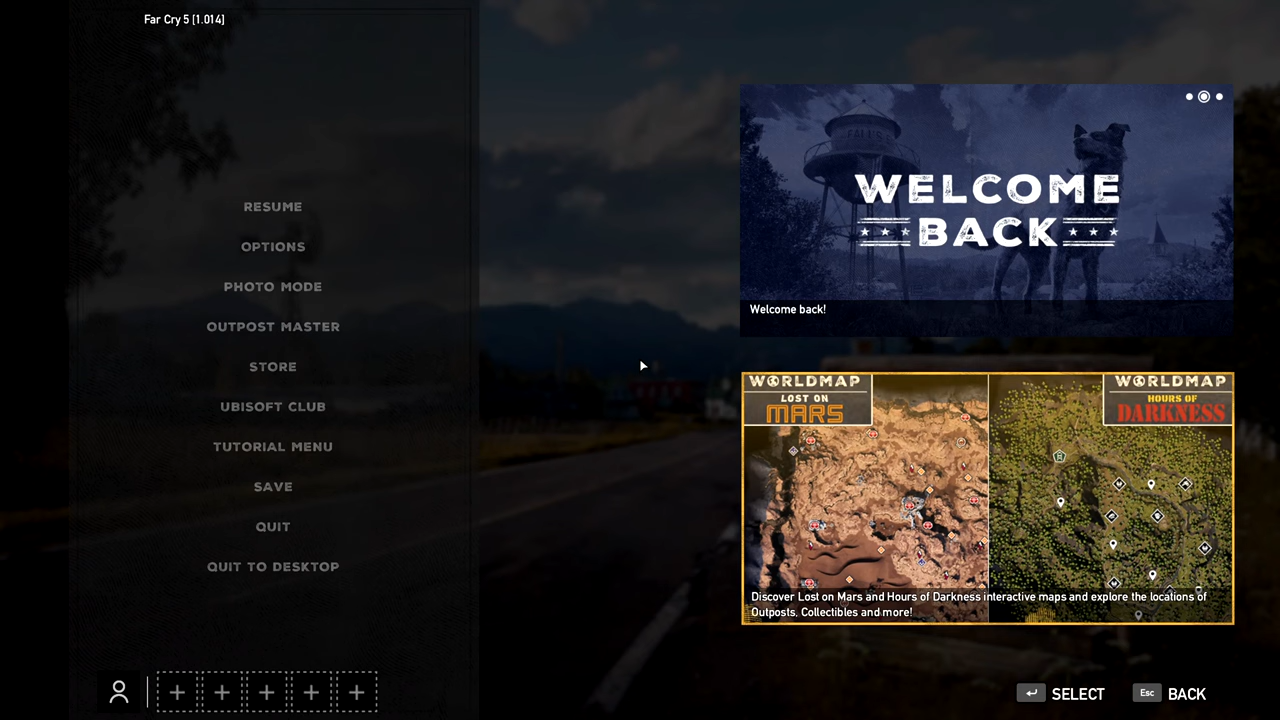 Far Cry 5 [1.014]
RESUME
OPTIONS
PHOTO MODE
OUTPOST MASTER
STORE
UBISOFT CLUB
TUTORIAL MENU
SAVE
QUIT
QUIT TO DESKTOP
FALL'S
WELCOME
BACK
Welcome back!
WORLDMAP
LOST ON
MARS
WORLDMAP
HOURS OF
DARKNESS
Discover Lost on Mars and Hours of Darkness interactive maps and explore the locations of
Outposts, Collectibles and more!
SELECT
Esc BACK